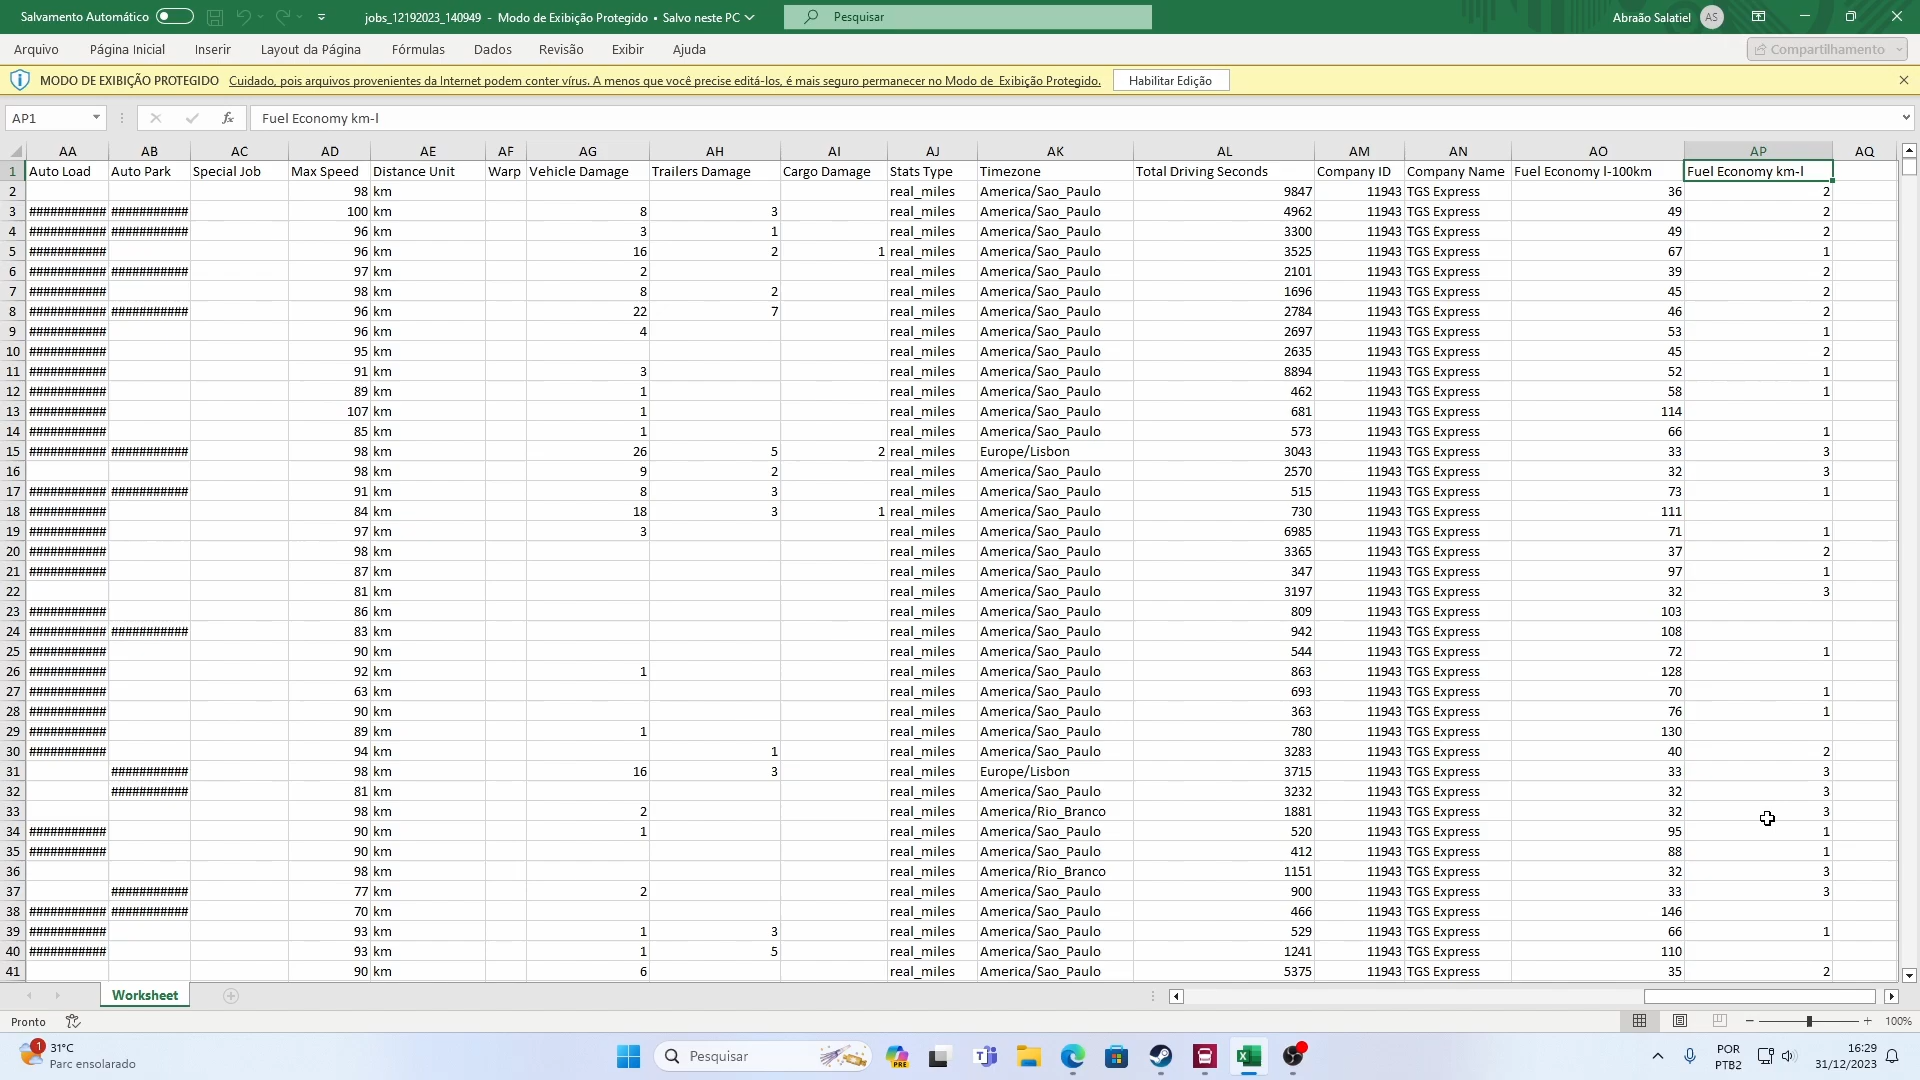 Salvamento Automático
jobs_12192023_140949 - Modo de Exibição Protegido • Salvo neste PC
Pesquisar
Abraão Salatiel
AS
Arquivo Página Inicial Inserir Layout da Página Fórmulas Dados Revisão Exibir Ajuda
Compartilhamento
MODO DE EXIBIÇÃO PROTEGIDO Cuidado, pois arquivos provenientes da Internet podem conter vírus. A menos que você precise editá-los, é mais seguro permanecer no Modo de Exibição Protegido. Habilitar Edição
AP1 fx Fuel Economy km-l
AA AB AC AD AE AF AG AH AI AJ AK AL AM AN AO AP AQ
1 Auto Load Auto Park Special Job Max Speed Distance Unit Warp Vehicle Damage Trailers Damage Cargo Damage Stats Type Timezone Total Driving Seconds Company ID Company Name Fuel Economy l-100km Fuel Economy km-l
2 98 km real_miles America/Sao_Paulo 9847 11943 TGS Express 36 2
3 ########### ########### 100 km 8 3 real_miles America/Sao_Paulo 4962 11943 TGS Express 49 2
4 ########### ########### 96 km 3 1 real_miles America/Sao_Paulo 3300 11943 TGS Express 49 2
5 ########### 96 km 16 2 1 real_miles America/Sao_Paulo 3525 11943 TGS Express 67 1
6 ########### ########### 97 km 2 real_miles America/Sao_Paulo 2101 11943 TGS Express 39 2
7 ########### 98 km 8 2 real_miles America/Sao_Paulo 1696 11943 TGS Express 45 2
8 ########### ########### 96 km 22 7 real_miles America/Sao_Paulo 2784 11943 TGS Express 46 2
9 ########### 96 km 4 real_miles America/Sao_Paulo 2697 11943 TGS Express 53 1
10 ########### 95 km real_miles America/Sao_Paulo 2635 11943 TGS Express 45 2
11 ########### 91 km 3 real_miles America/Sao_Paulo 8894 11943 TGS Express 52 1
12 ########### 89 km 1 real_miles America/Sao_Paulo 462 11943 TGS Express 58 1
13 ########### 107 km 1 real_miles America/Sao_Paulo 681 11943 TGS Express 114
14 ########### 85 km 1 real_miles America/Sao_Paulo 573 11943 TGS Express 66 1
15 ########### ########### 98 km 26 5 2 real_miles Europe/Lisbon 3043 11943 TGS Express 33 3
16 98 km 9 2 real_miles America/Sao_Paulo 2570 11943 TGS Express 32 3
17 ########### ########### 91 km 8 3 real_miles America/Sao_Paulo 515 11943 TGS Express 73 1
18 ########### 84 km 18 3 1 real_miles America/Sao_Paulo 730 11943 TGS Express 111
19 ########### 97 km 3 real_miles America/Sao_Paulo 6985 11943 TGS Express 71 1
20 ########### 98 km real_miles America/Sao_Paulo 3365 11943 TGS Express 37 2
21 ########### 87 km real_miles America/Sao_Paulo 347 11943 TGS Express 97 1
22 81 km real_miles America/Sao_Paulo 3197 11943 TGS Express 32 3
23 ########### 86 km real_miles America/Sao_Paulo 809 11943 TGS Express 103
24 ########### ########### 83 km real_miles America/Sao_Paulo 942 11943 TGS Express 108
25 ########### 90 km real_miles America/Sao_Paulo 544 11943 TGS Express 72 1
26 ########### 92 km 1 real_miles America/Sao_Paulo 863 11943 TGS Express 128
27 ########### 63 km real_miles America/Sao_Paulo 693 11943 TGS Express 70 1
28 ########### 90 km real_miles America/Sao_Paulo 363 11943 TGS Express 76 1
29 ########### 89 km 1 real_miles America/Sao_Paulo 780 11943 TGS Express 130
30 ########### 94 km 1 real_miles America/Sao_Paulo 3283 11943 TGS Express 40 2
31 ########### 98 km 16 3 real_miles Europe/Lisbon 3715 11943 TGS Express 33 3
32 ########### 81 km real_miles America/Sao_Paulo 3232 11943 TGS Express 32 3
33 98 km 2 real_miles America/Rio_Branco 1881 11943 TGS Express 32 3
34 ########### 90 km 1 real_miles America/Sao_Paulo 520 11943 TGS Express 95 1
35 ########### 90 km real_miles America/Sao_Paulo 412 11943 TGS Express 88 1
36 98 km real_miles America/Rio_Branco 1151 11943 TGS Express 32 3
37 ########### 77 km 2 real_miles America/Sao_Paulo 900 11943 TGS Express 33 3
38 ########### ########### 70 km real_miles America/Sao_Paulo 466 11943 TGS Express 146
39 ########### 93 km 1 3 real_miles America/Sao_Paulo 529 11943 TGS Express 66 1
40 ########### 93 km 1 5 real_miles America/Sao_Paulo 1241 11943 TGS Express 110
41 90 km 6 real_miles America/Sao_Paulo 5375 11943 TGS Express 35 2
Worksheet
Pronto
100%
1
31°C
Parc ensolarado
Pesquisar
PRE
POR
PTB2
16:29
31/12/2023